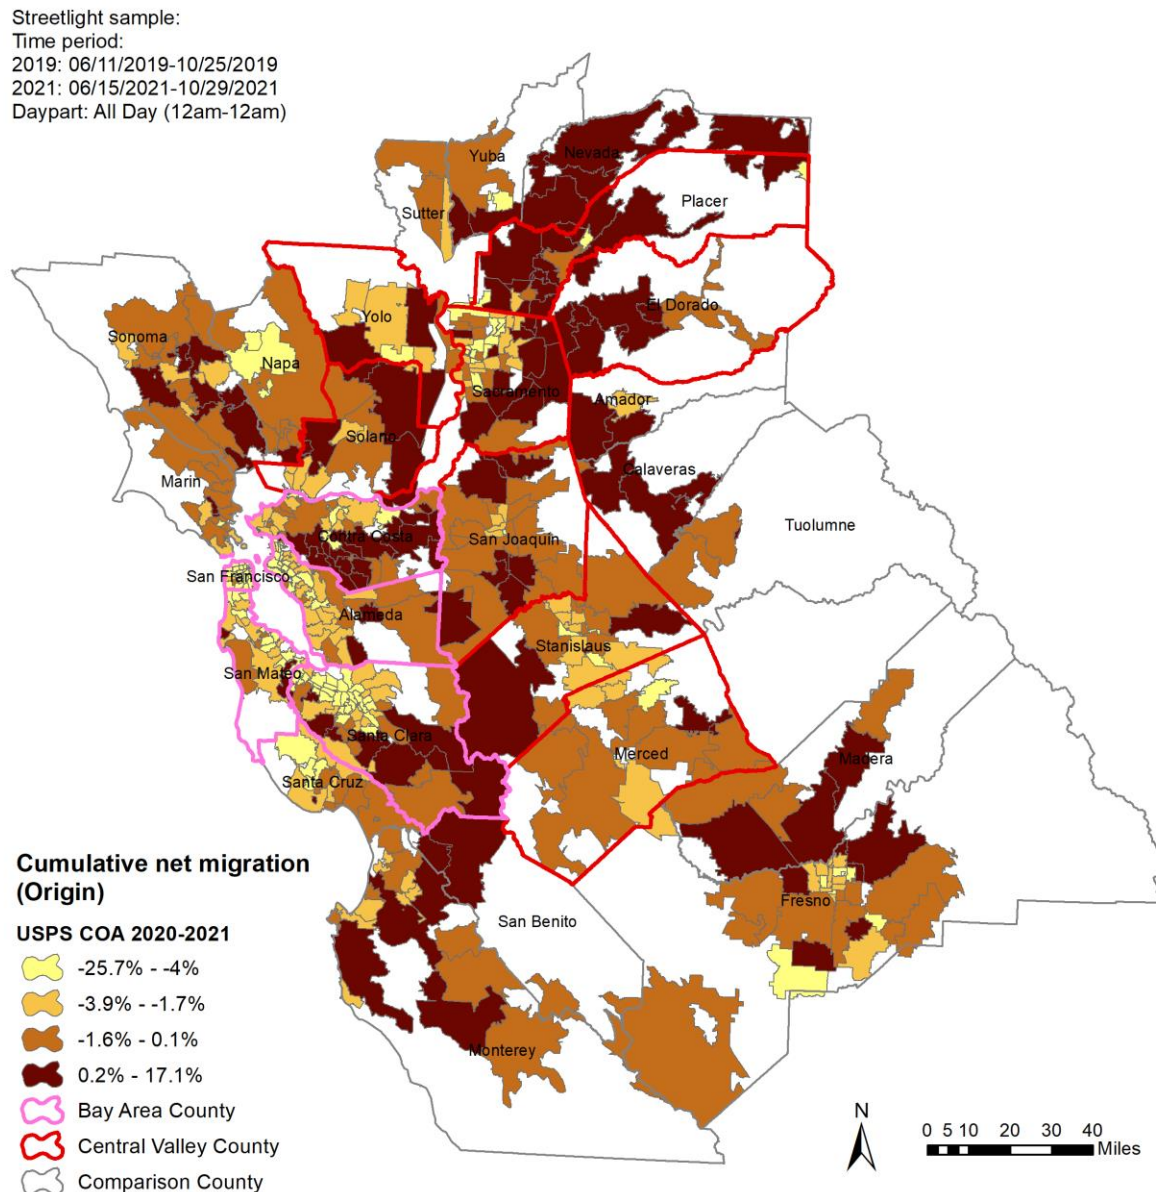 Streetlight sample:
Time period:
2019: 06/11/2019-10/25/2019
2021: 06/15/2021-10/29/2021
Daypart: All Day (12am-12am)
Yuba
Nevada
Placer
Sutter
El Dorado
Yolo
Sonoma
Napa
Sacramento
Amador
Solano
Calaveras
Marin
Tuolumne
Contra Costa
San Joaquin
San Francisco
Alameda
Stanislaus
San Mateo
Santa Clara
Merced
Madera
Santa Cruz
Fresno
San Benito
Monterey
Cumulative net migration
(Origin)
USPS COA 2020-2021
-25.7% - -4%
-3.9% - -1.7%
-1.6% - 0.1%
0.2% - 17.1%
Bay Area County
Central Valley County
Comparison County
N
0 5 10 20 30 40
Miles